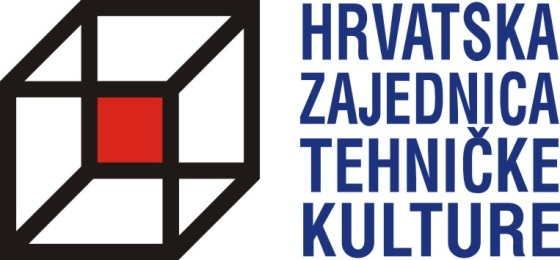 HRVATSKA
ZAJEDNICA
TEHNIČKE
KULTURE